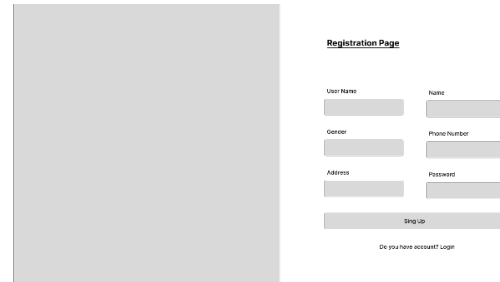 Registration Page
User Name
Name
Gender
Phone Number
Address
Password
Sing Up
Do you have account? Login